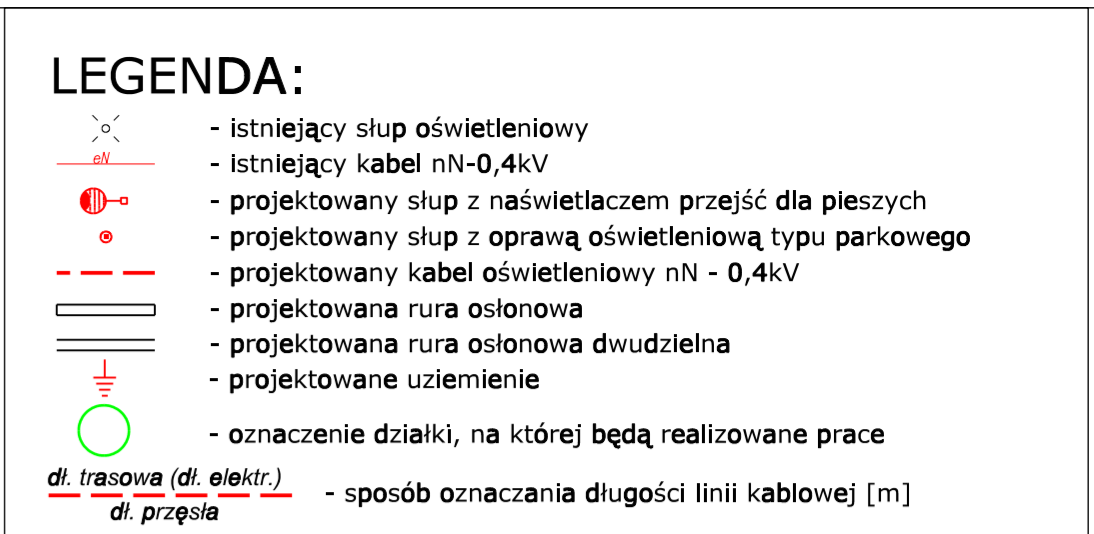 LEGENDA:
- istniejący słup oświetleniowy
eN - istniejący kabel nN-0,4kV
- projektowany słup z naświetlaczem przejść dla pieszych
- projektowany słup z oprawą oświetleniową typu parkowego
- projektowany kabel oświetleniowy nN - 0,4kV
- projektowana rura osłonowa
- projektowana rura osłonowa dwudzielna
- projektowane uziemienie
- oznaczenie działki, na której będą realizowane prace
dł. trasowa (dł. elektr.)
dł. przęsła
- sposób oznaczania długości linii kablowej [m]